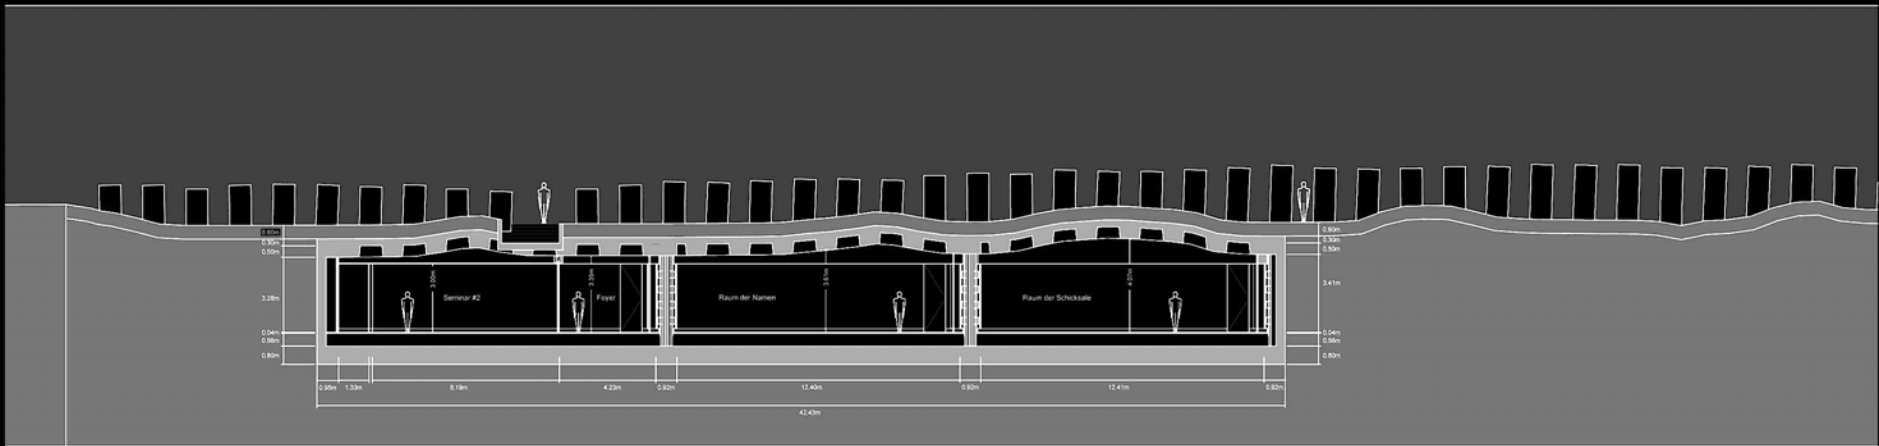 0.60m
0.30m
0.50m
3.28m
0.04m
0.56m
0.80m
Seminar #2
3.00m
3.35m
Foyer
Raum der Namen
3.61m
Raum der Schicksale
4.07m
0.60m
0.30m
0.50m
3.41m
0.04m
0.56m
0.80m
0.95m 1.33m 8.19m 4.23m 0.92m 12.40m 0.92m 12.41m 0.82m
42.43m